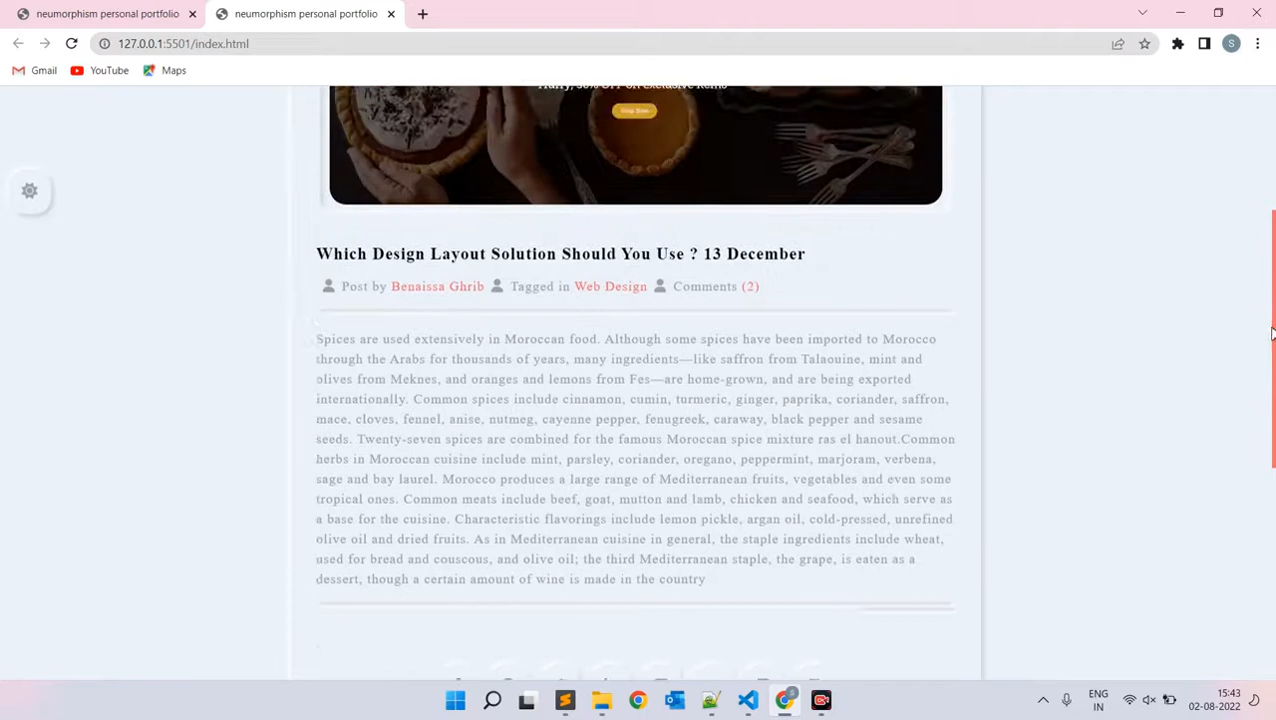 neumorphism personal portfolio
neumorphism personal portfolio
127.0.0.1:5501/index.html
S
Gmail YouTube Maps
Hurry, 50% OFF on exclusive items
Shop Now
Which Design Layout Solution Should You Use ? 13 December
Post by Benaissa Ghrib Tagged in Web Design Comments (2)
Spices are used extensively in Moroccan food. Although some spices have been imported to Morocco
through the Arabs for thousands of years, many ingredients—like saffron from Talaouine, mint and
olives from Meknes, and oranges and lemons from Fes—are home-grown, and are being exported
internationally. Common spices include cinnamon, cumin, turmeric, ginger, paprika, coriander, saffron,
mace, cloves, fennel, anise, nutmeg, cayenne pepper, fenugreek, caraway, black pepper and sesame
seeds. Twenty-seven spices are combined for the famous Moroccan spice mixture ras el hanout.Common
herbs in Moroccan cuisine include mint, parsley, coriander, oregano, peppermint, marjoram, verbena,
sage and bay laurel. Morocco produces a large range of Mediterranean fruits, vegetables and even some
tropical ones. Common meats include beef, goat, mutton and lamb, chicken and seafood, which serve as
a base for the cuisine. Characteristic flavorings include lemon pickle, argan oil, cold-pressed, unrefined
olive oil and dried fruits. As in Mediterranean cuisine in general, the staple ingredients include wheat,
used for bread and couscous, and olive oil; the third Mediterranean staple, the grape, is eaten as a
dessert, though a certain amount of wine is made in the country
ENG
IN
15:43
02-08-2022